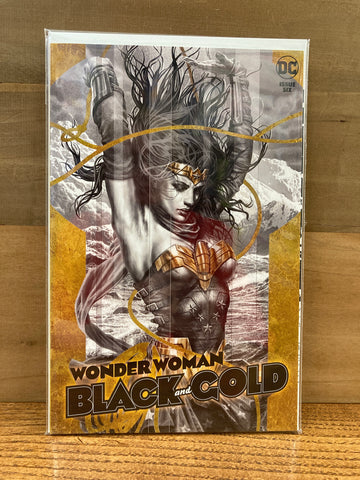 DC
ISSUE
SIX
WONDER WOMAN
BLACK and GOLD